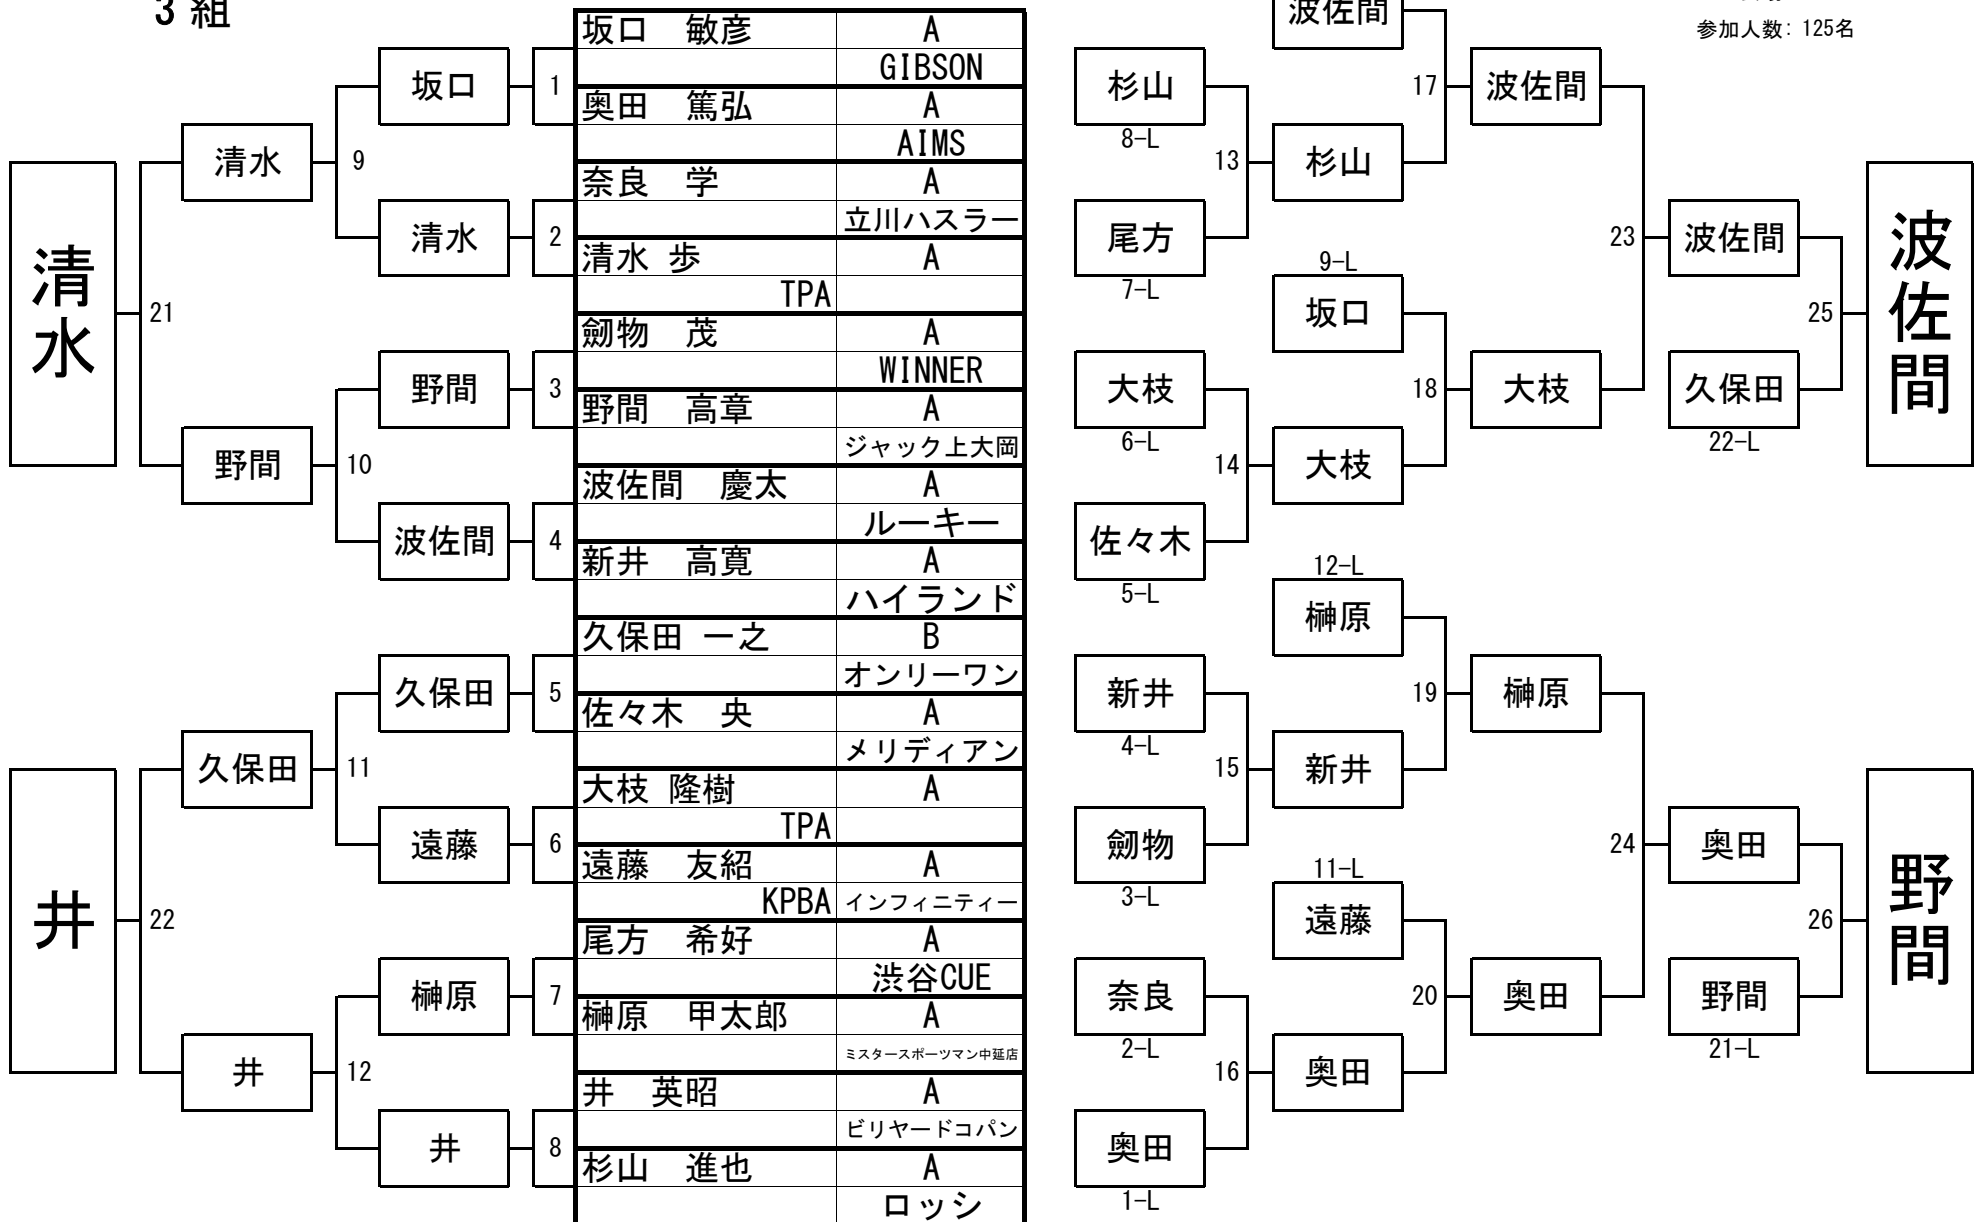 3 組
参加人数: 125名
清水
井
21
22
清水
野間
久保田
井
9
10
11
12
坂口
清水
野間
波佐間
久保田
遠藤
榊原
井
1
2
3
4
5
6
7
8
坂口 敏彦 A
GIBSON
奥田 篤弘 A
AIMS
奈良 学 A
立川ハスラー
清水 歩 A
TPA
劒物 茂 A
WINNER
野間 高章 A
ジャック上大岡
波佐間 慶太 A
ルーキー
新井 高寛 A
ハイランド
久保田 一之 B
オンリーワン
佐々木 央 A
メリディアン
大枝 隆樹 A
TPA
遠藤 友紹 A
KPBA インフィニティー
尾方 希好 A
渋谷CUE
榊原 甲太郎 A
ミスタースポーツマン中延店
井 英昭 A
ビリヤードコパン
杉山 進也 A
ロッシ
杉山
8-L
尾方
7-L
大枝
6-L
佐々木
5-L
新井
4-L
劒物
3-L
奈良
2-L
奥田
1-L
13
14
15
16
波佐間
杉山
9-L
坂口
大枝
12-L
榊原
新井
11-L
遠藤
奥田
17
18
19
20
波佐間
大枝
榊原
奥田
23
24
波佐間
久保田
22-L
奥田
野間
21-L
25
26
波佐間
野間